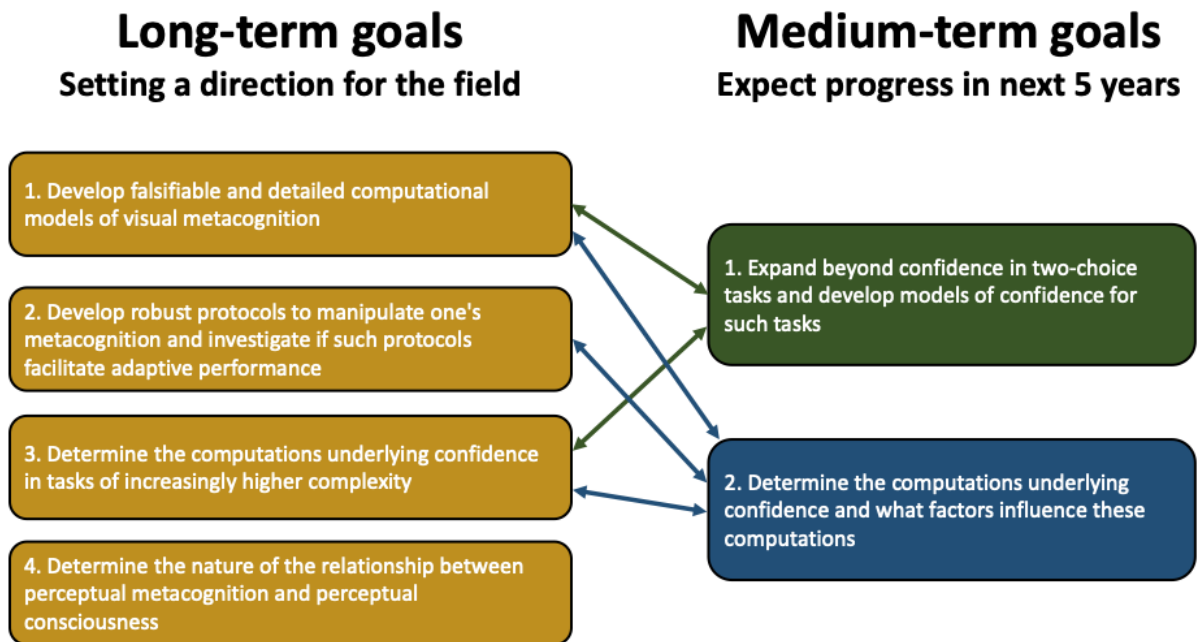 Long-term goals
Setting a direction for the field
1. Develop falsifiable and detailed computational
models of visual metacognition
2. Develop robust protocols to manipulate one's
metacognition and investigate if such protocols
facilitate adaptive performance
3. Determine the computations underlying confidence
in tasks of increasingly higher complexity
4. Determine the nature of the relationship between
perceptual metacognition and perceptual
consciousness
Medium-term goals
Expect progress in next 5 years
1. Expand beyond confidence in two-choice
tasks and develop models of confidence for
such tasks
2. Determine the computations underlying
confidence and what factors influence these
computations